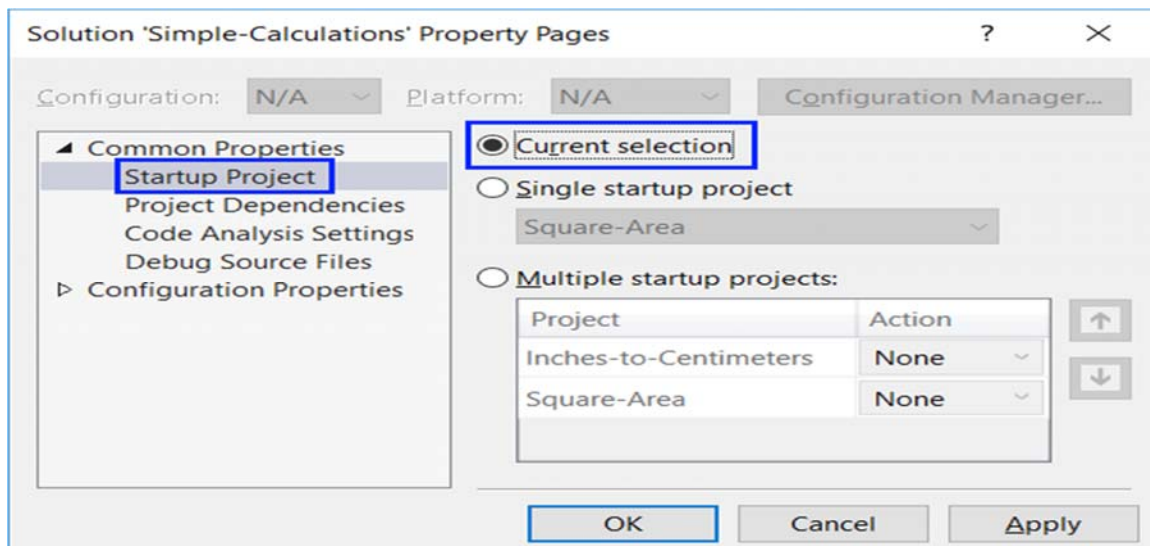 Solution 'Simple-Calculations' Property Pages
?
Configuration: N/A Platform: N/A Configuration Manager...
Common Properties
Startup Project
Project Dependencies
Code Analysis Settings
Debug Source Files
Configuration Properties
Current selection
Single startup project
Square-Area
Multiple startup projects:
Project Action
Inches-to-Centimeters None
Square-Area None
OK Cancel Apply